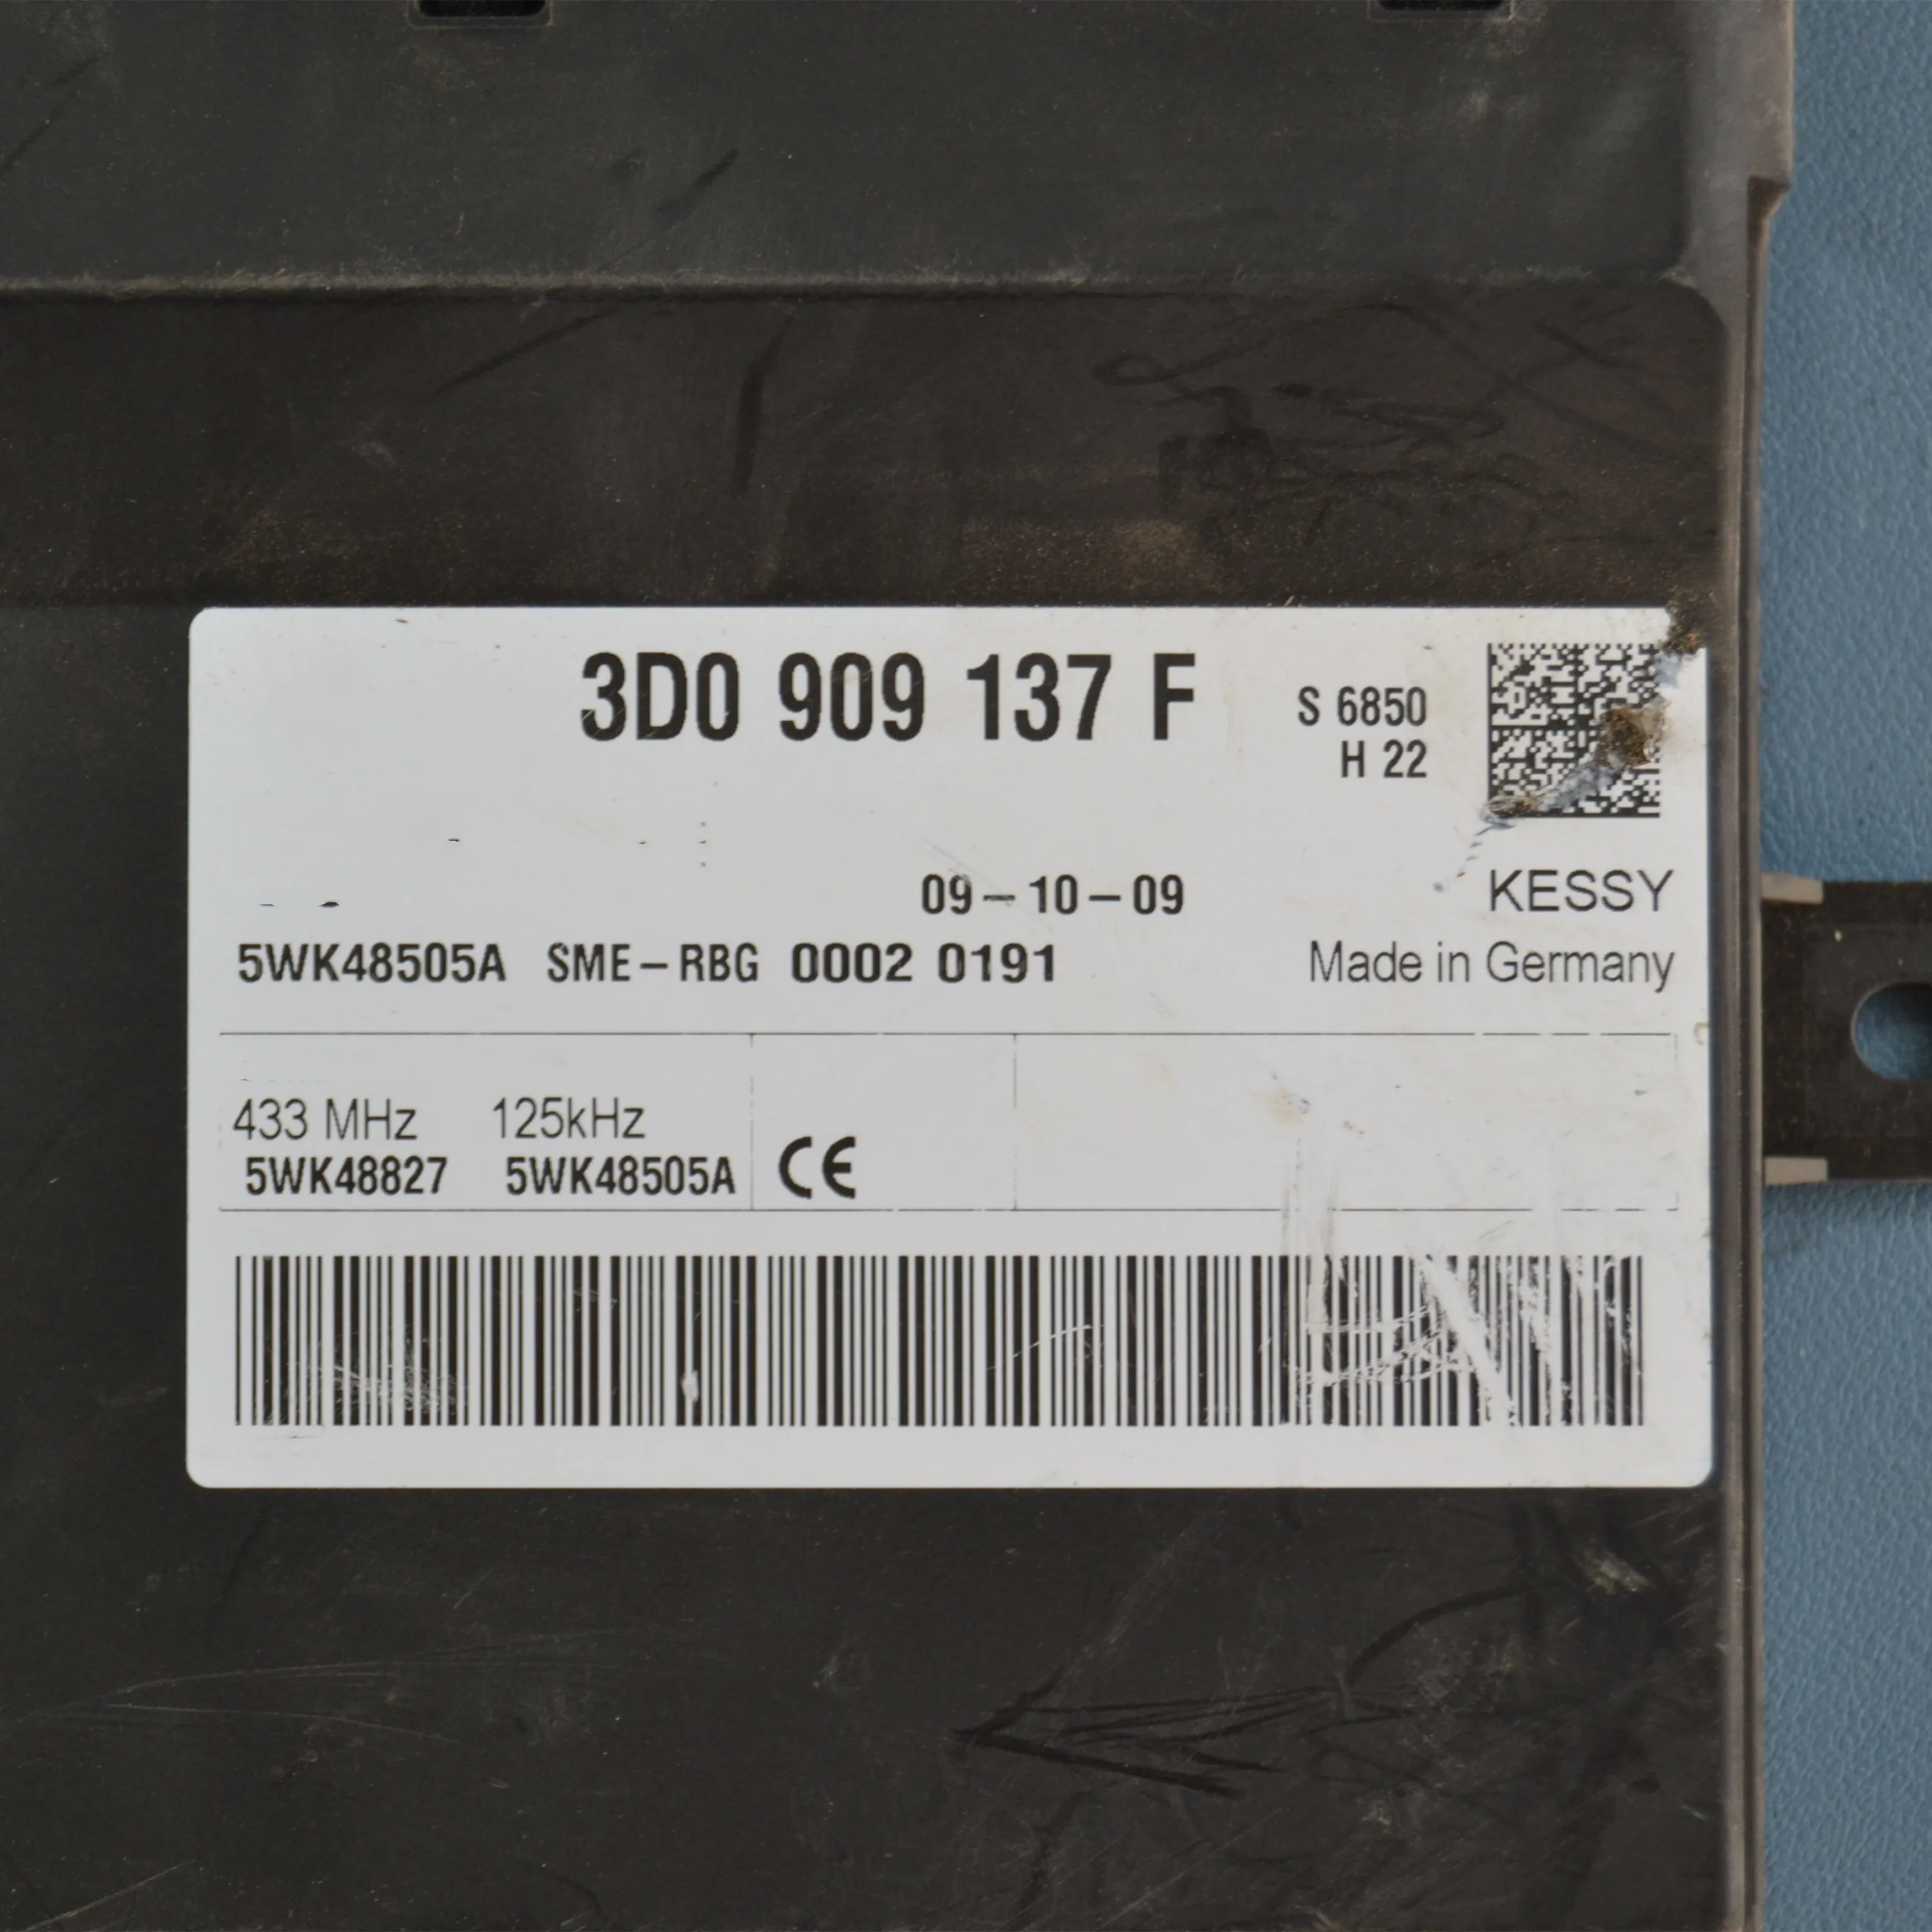 3D0 909 137 F
S 6850
H 22
09-10-09
KESSY
5WK48505A SME-RBG 0002 0191
Made in Germany
433 MHz 125kHz
5WK48827 5WK48505A CE